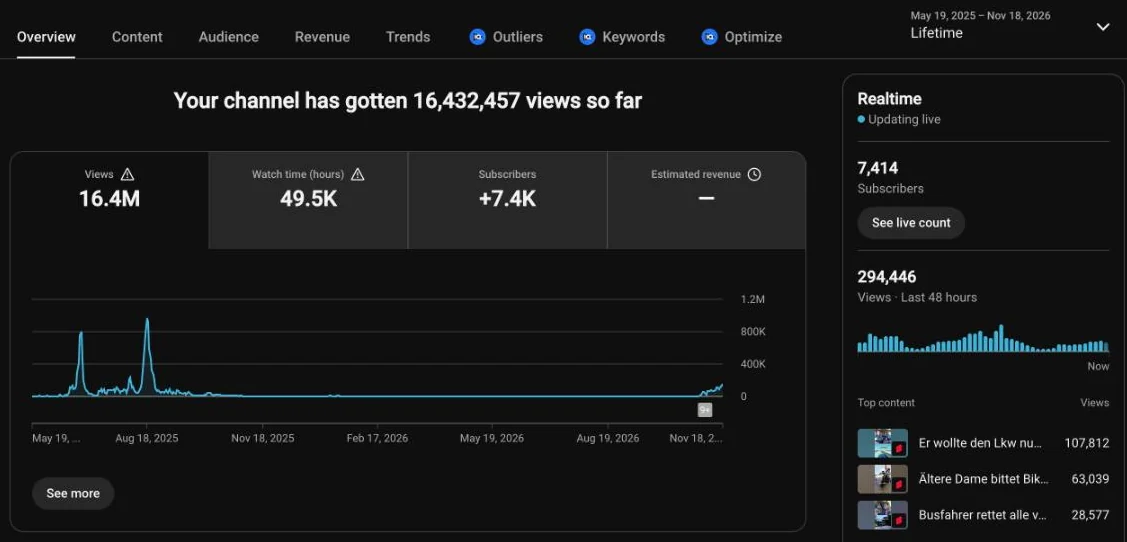 Overview Content Audience Revenue Trends Outliers Keywords Optimize
May 19, 2025 – Nov 18, 2026
Lifetime
Your channel has gotten 16,432,457 views so far
Views
16.4M
Watch time (hours)
49.5K
Subscribers
+7.4K
Estimated revenue
—
1.2M
800K
400K
0
9+
May 19, ... Aug 18, 2025 Nov 18, 2025 Feb 17, 2026 May 19, 2026 Aug 19, 2026 Nov 18, 2...
See more
Realtime
Updating live
7,414
Subscribers
See live count
294,446
Views · Last 48 hours
Now
Top content Views
Er wollte den Lkw nu... 107,812
Ältere Dame bittet Bik... 63,039
Busfahrer rettet alle v... 28,577